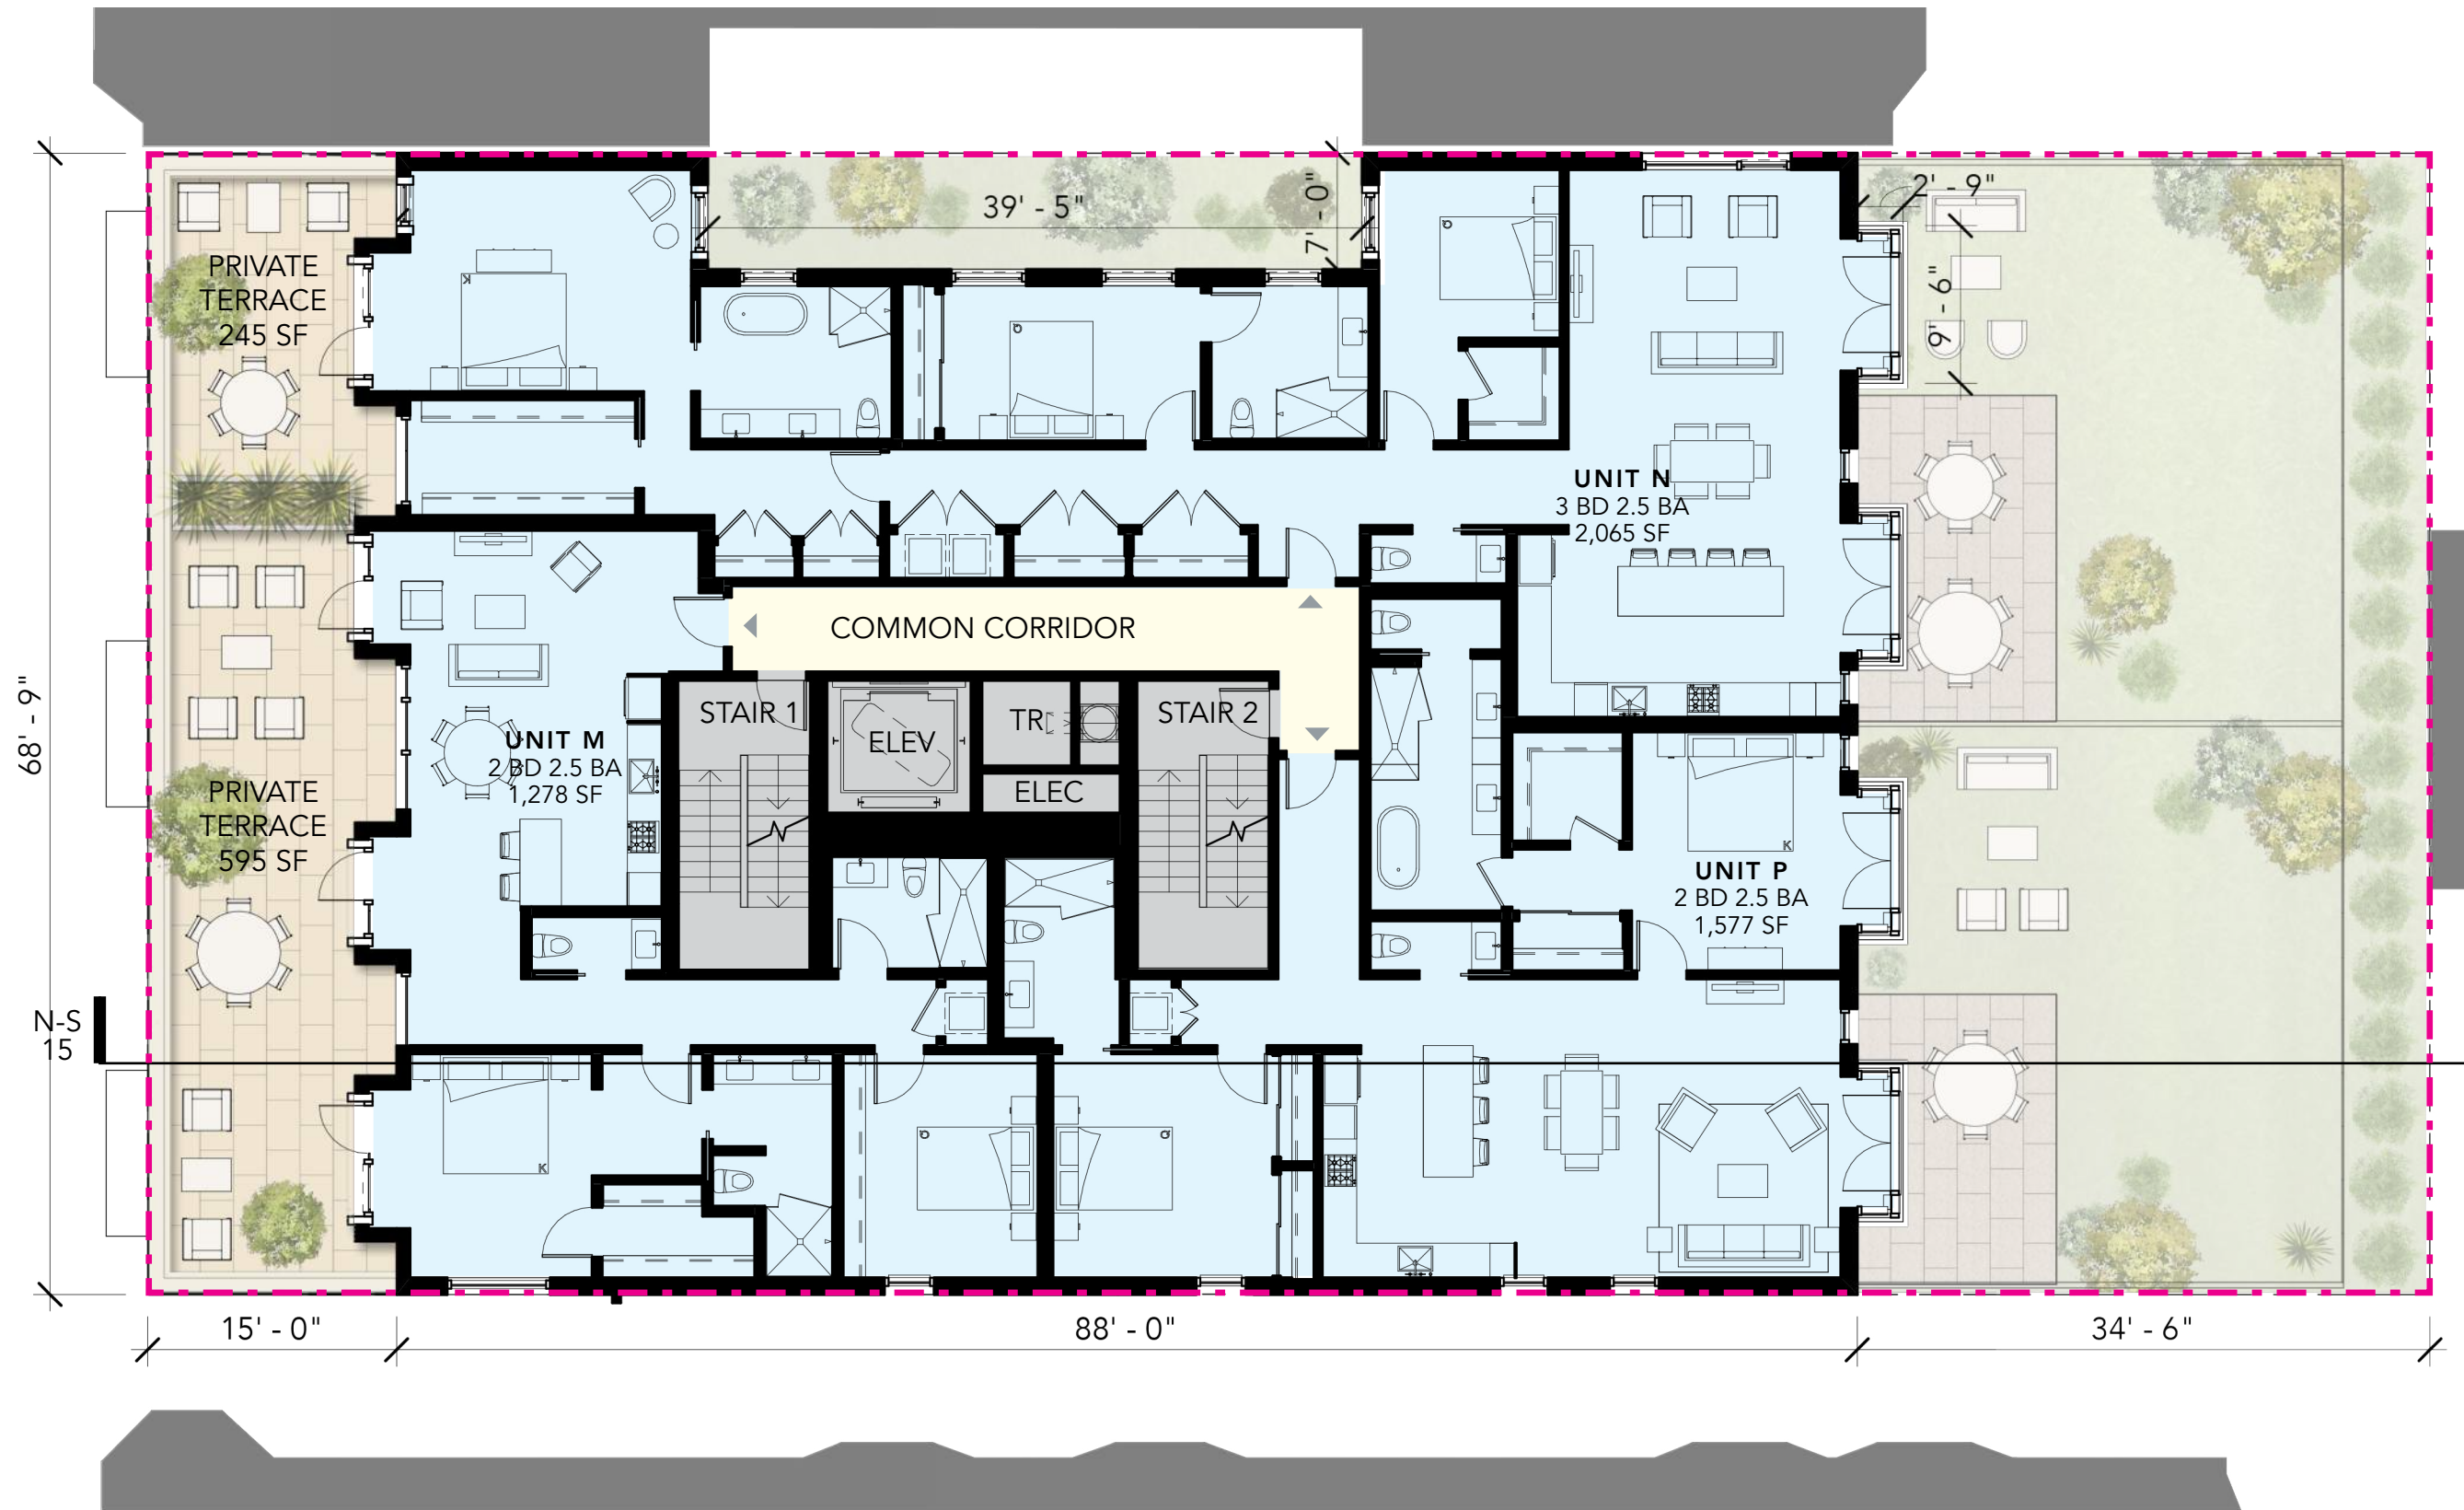 39' - 5"
7' - 0"
2' - 9"
9' - 6"
PRIVATE
TERRACE
245 SF
UNIT N
3 BD 2.5 BA
2,065 SF
COMMON CORRIDOR
68' - 9"
STAIR 1
ELEV
TR
ELEC
STAIR 2
UNIT M
2 BD 2.5 BA
1,278 SF
PRIVATE
TERRACE
595 SF
UNIT P
2 BD 2.5 BA
1,577 SF
N-S
15
K
Q
Q
K
K
Q
Q
15' - 0"
88' - 0"
34' - 6"